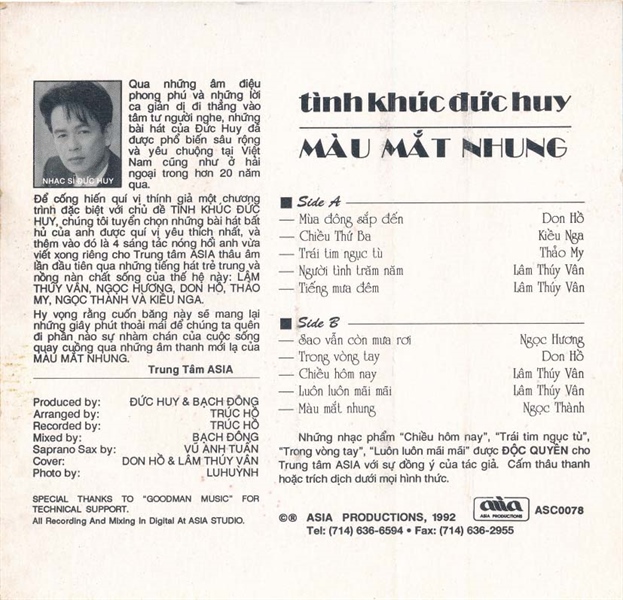 Qua những âm điệu
phong phú và những lời
ca giản dị đi thẳng vào
tâm tư người nghe, những
bài hát của Đức Huy đã
được phổ biến sâu rộng
và yêu chuộng tại Việt
Nam cũng như ở hải
ngoại trong hơn 20 năm
qua.
NHẠC SĨ ĐỨC HUY
Để cống hiến quí vị thính giả một chương
trình đặc biệt với chủ đề TÌNH KHÚC ĐỨC
HUY, chúng tôi tuyển chọn những bài hát bất
hủ của anh được quí vị yêu thích nhất, và
thêm vào đó là 4 sáng tác nóng hổi anh vừa
viết xong riêng cho Trung Tâm ASIA thâu âm
lần đầu tiên qua những tiếng hát trẻ trung và
nồng nàn chất sống của thế hệ này: LÂM
THÚY VÂN, NGỌC HƯƠNG, DON HỒ, THẢO
MY, NGỌC THÀNH VÀ KIỀU NGA.
Hy vọng rằng cuốn băng này sẽ mang lại
những giây phút thoải mái để chúng ta quên
đi phần nào sự nhàm chán của cuộc sống
quay cuồng qua những âm thanh mới lạ của
MÀU MẮT NHUNG.
Trung Tâm ASIA
Produced by: ĐỨC HUY & BẠCH ĐÔNG
Arranged by: TRÚC HỒ
Recorded by: TRÚC HỒ
Mixed by: BẠCH ĐÔNG
Saprano Sax by: VŨ ANH TUẤN
Cover: DON HỒ & LÂM THÚY VÂN
Photo by: LUHUỲNH
SPECIAL THANKS TO "GOODMAN MUSIC" FOR
TECHNICAL SUPPORT.
All Recording And Mixing In Digital At ASIA STUDIO.
tình khúc đức huy
MÀU MẮT NHUNG
Side A
— Mùa đông sắp đến Don Hồ
— Chiều Thứ Ba Kiều Nga
— Trái tim ngục tù Thảo My
— Người tình trăm năm Lâm Thúy Vân
— Tiếng mưa đêm Lâm Thúy Vân
Side B
— Sao vẫn còn mưa rơi Ngọc Hương
— Trong vòng tay Don Hồ
— Chiều hôm nay Lâm Thúy Vân
— Luôn luôn mãi mãi Lâm Thúy Vân
— Màu mắt nhung Ngọc Thành
Những nhạc phẩm "Chiều hôm nay", "Trái tim ngục tù",
"Trong vòng tay", "Luôn luôn mãi mãi" được ĐỘC QUYỀN cho
Trung tâm ASIA với sự đồng ý của tác giả. Cấm thâu thanh
hoặc trích dịch dưới mọi hình thức.
©® ASIA PRODUCTIONS, 1992
asia
ASIA PRODUCTIONS
ASC0078
Tel: (714) 636-6594 • Fax: (714) 636-2955